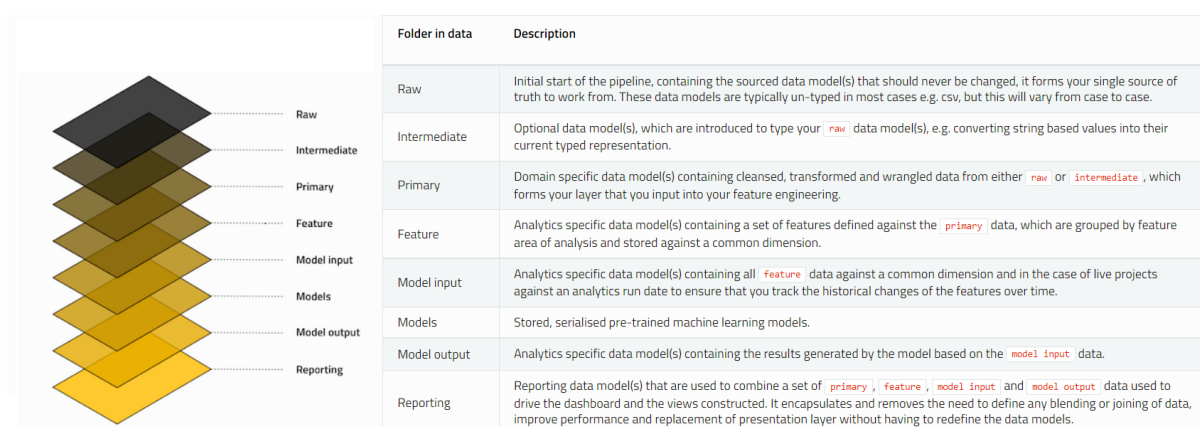 Raw
Intermediate
Primary
Feature
Model input
Models
Model output
Reporting
Folder in data Description
Raw
Initial start of the pipeline, containing the sourced data model(s) that should never be changed, it forms your single source of
truth to work from. These data models are typically un-typed in most cases e.g. csv, but this will vary from case to case.
Intermediate
Optional data model(s), which are introduced to type your raw data model(s), e.g. converting string based values into their
current typed representation.
Primary
Domain specific data model(s) containing cleansed, transformed and wrangled data from either raw or intermediate , which
forms your layer that you input into your feature engineering.
Feature
Analytics specific data model(s) containing a set of features defined against the primary data, which are grouped by feature
area of analysis and stored against a common dimension.
Model input
Analytics specific data model(s) containing all feature data against a common dimension and in the case of live projects
against an analytics run date to ensure that you track the historical changes of the features over time.
Models
Stored, serialised pre-trained machine learning models.
Model output
Analytics specific data model(s) containing the results generated by the model based on the model input data.
Reporting
Reporting data model(s) that are used to combine a set of primary , feature , model input and model output data used to
drive the dashboard and the views constructed. It encapsulates and removes the need to define any blending or joining of data,
improve performance and replacement of presentation layer without having to redefine the data models.